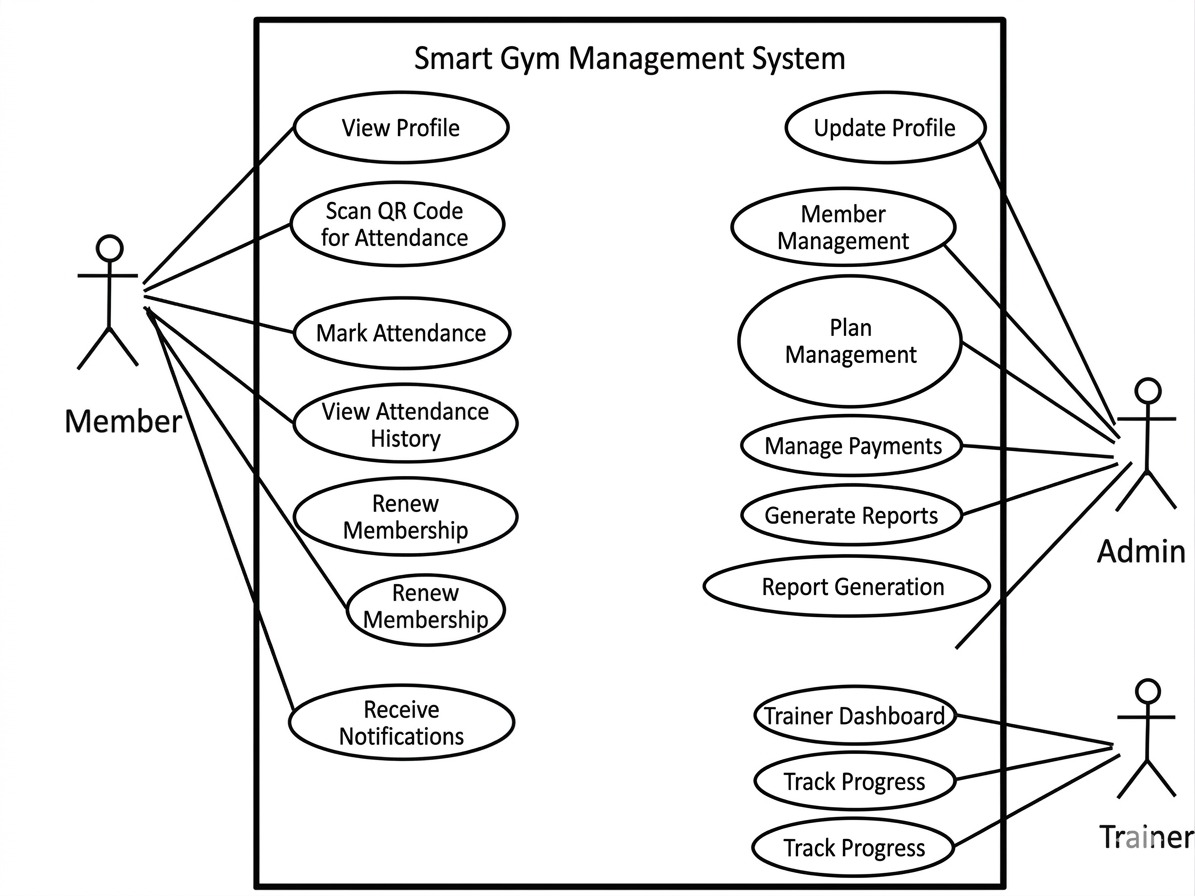 Smart Gym Management System
View Profile
Scan QR Code
for Attendance
Mark Attendance
View Attendance
History
Renew
Membership
Renew
Membership
Receive
Notifications
Member
Update Profile
Member
Management
Plan
Management
Manage Payments
Generate Reports
Report Generation
Admin
Trainer Dashboard
Track Progress
Track Progress
Trainer